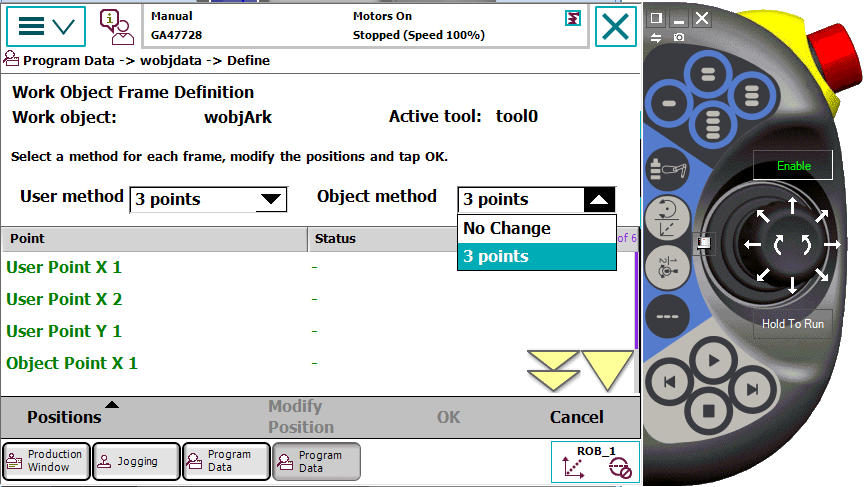 Manual
GA47728
Motors On
Stopped (Speed 100%)
Program Data -> wobjdata -> Define
Work Object Frame Definition
Work object: wobjArk Active tool: tool0
Select a method for each frame, modify the positions and tap OK.
User method 3 points Object method 3 points
No Change
3 points
Point Status of 6
User Point X 1 -
User Point X 2 -
User Point Y 1 -
Object Point X 1 -
Positions
Modify
Position
OK
Cancel
Production
Window
Jogging
Program
Data
Program
Data
ROB_1
Enable
Hold To Run